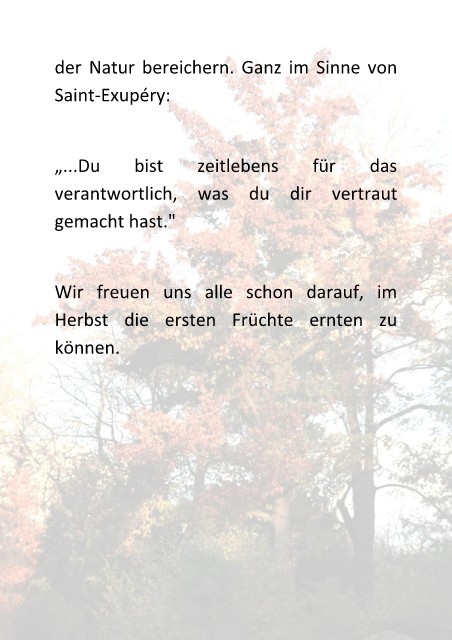 der Natur bereichern. Ganz im Sinne von
Saint-Exupéry:
„...Du bist zeitlebens für das
verantwortlich, was du dir vertraut
gemacht hast."
Wir freuen uns alle schon darauf, im
Herbst die ersten Früchte ernten zu
können.